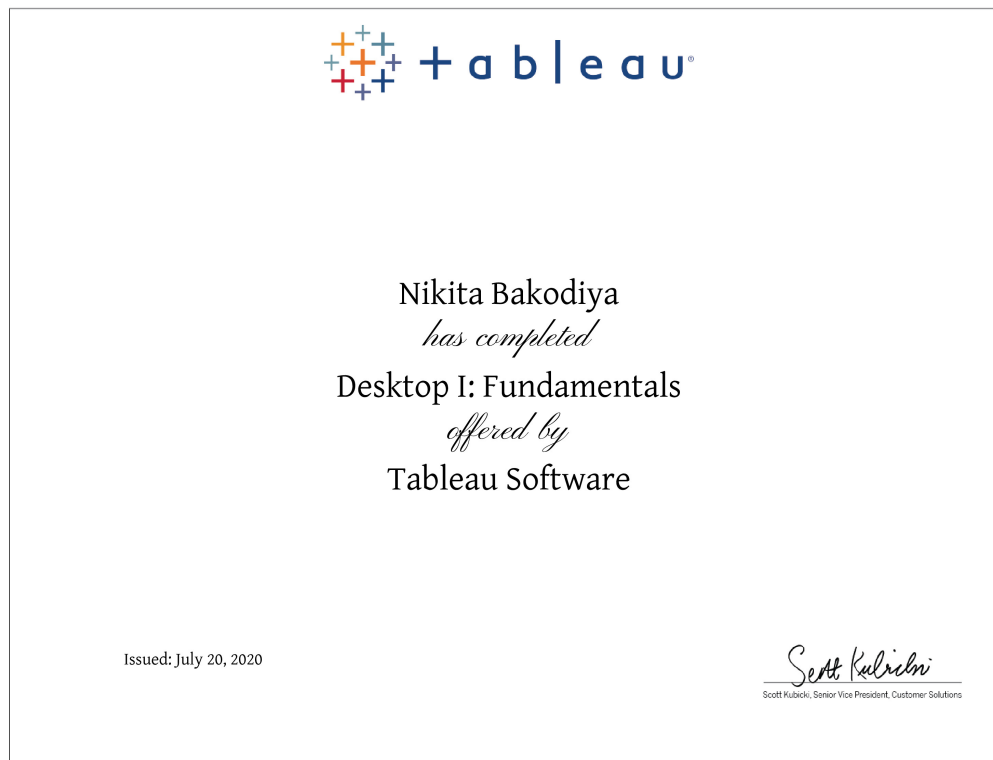 +ableau®
Nikita Bakodiya
has completed
Desktop I: Fundamentals
offered by
Tableau Software
Issued: July 20, 2020
Scott Kubicki
Scott Kubicki, Senior Vice President, Customer Solutions